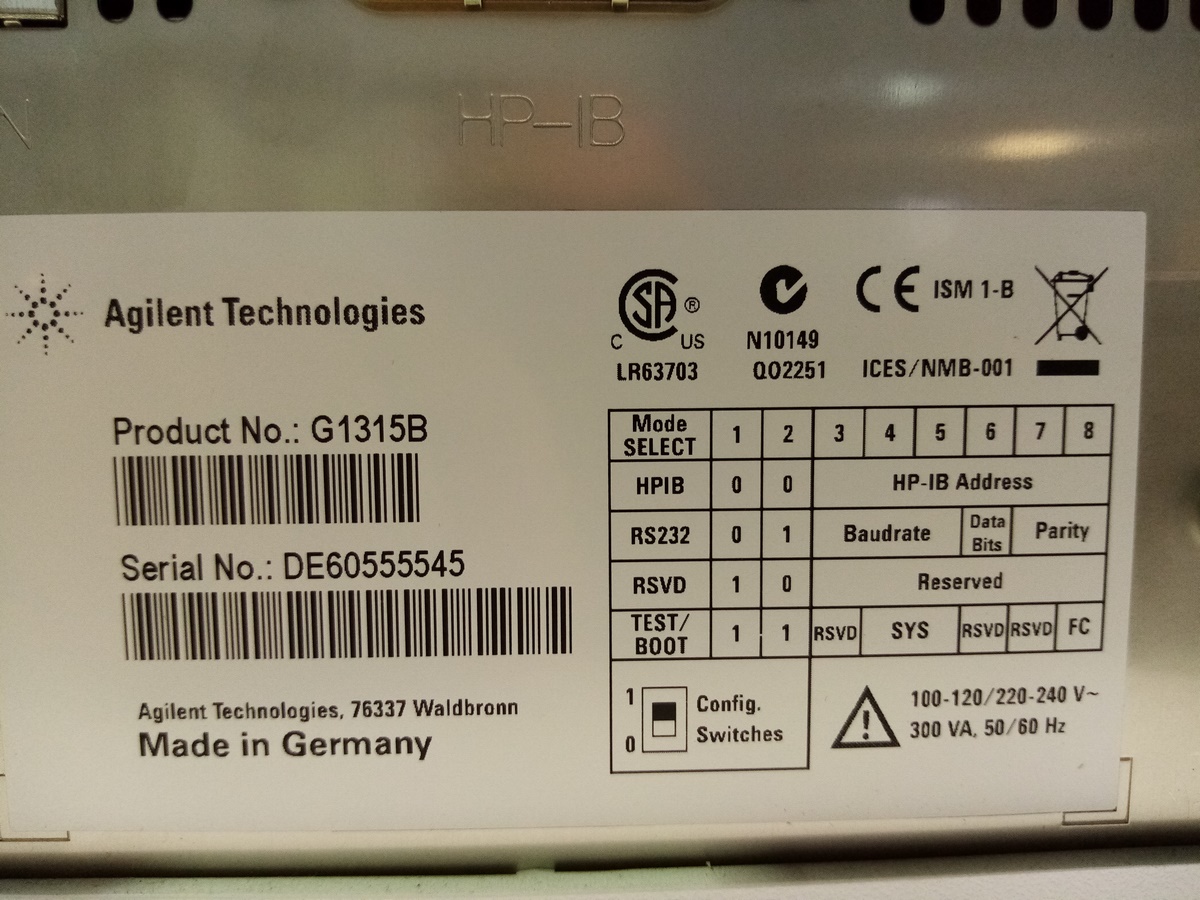 N
HP-IB
Agilent Technologies
Product No.: G1315B
Serial No.: DE60555545
Agilent Technologies, 76337 Waldbronn
Made in Germany
C SA ® US
LR63703
N10149
QO2251
CE ISM 1-B
ICES/NMB-001
Mode SELECT 1 2 3 4 5 6 7 8
HPIB 0 0 HP-IB Address
RS232 0 1 Baudrate Data Bits Parity
RSVD 1 0 Reserved
TEST/BOOT 1 1 RSVD SYS RSVD RSVD FC
1
0
Config.
Switches
!
100-120/220-240 V~
300 VA, 50/60 Hz